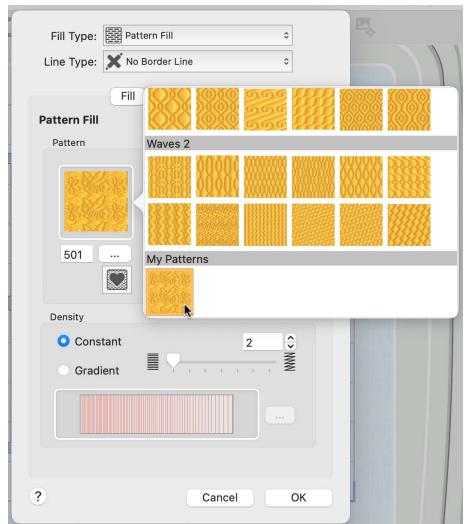 Fill Type: Pattern Fill
Line Type: No Border Line
Fill
Pattern Fill
Pattern
Waves 2
My Patterns
501 ...
Density
Constant 2
Gradient
...
? Cancel OK